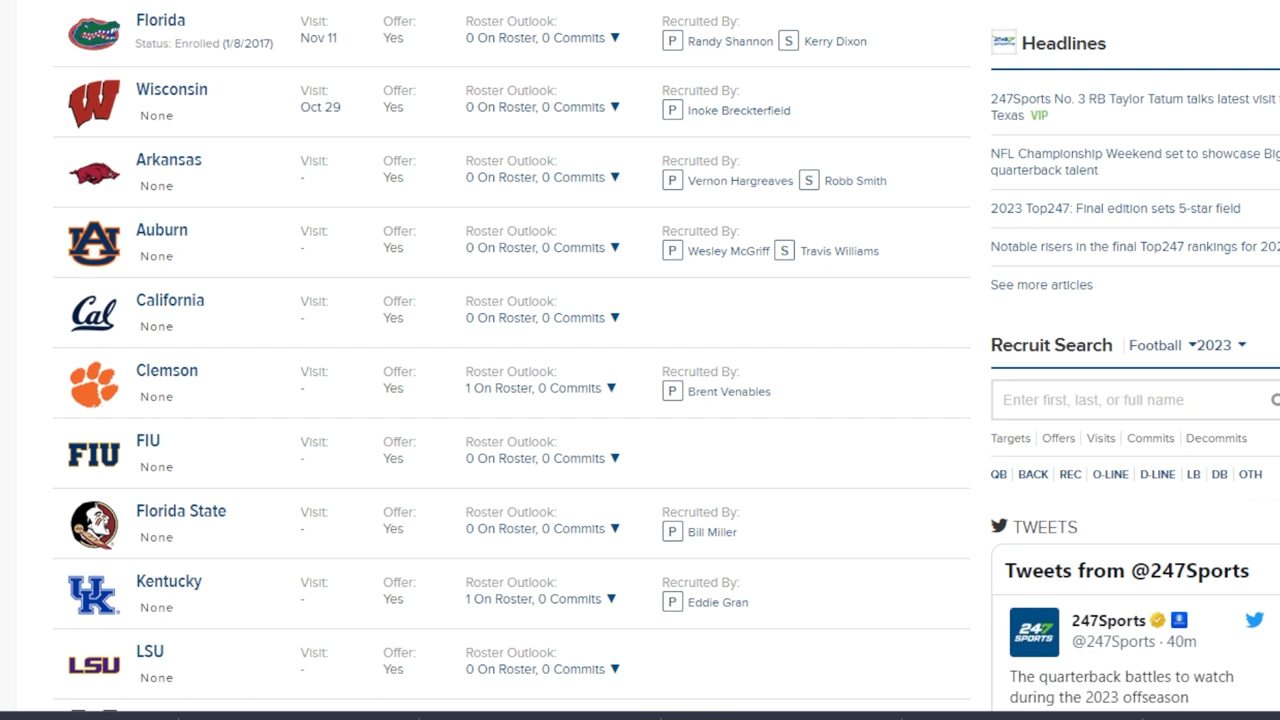 Florida
Status: Enrolled (1/8/2017)
Visit:
Nov 11
Offer:
Yes
Roster Outlook:
0 On Roster, 0 Commits ▼
Recruited By:
P Randy Shannon S Kerry Dixon
W
Wisconsin
None
Visit:
Oct 29
Offer:
Yes
Roster Outlook:
0 On Roster, 0 Commits ▼
Recruited By:
P Inoke Breckterfield
Arkansas
None
Visit:
-
Offer:
Yes
Roster Outlook:
0 On Roster, 0 Commits ▼
Recruited By:
P Vernon Hargreaves S Robb Smith
AU
Auburn
None
Visit:
-
Offer:
Yes
Roster Outlook:
0 On Roster, 0 Commits ▼
Recruited By:
P Wesley McGriff S Travis Williams
Cal
California
None
Visit:
-
Offer:
Yes
Roster Outlook:
0 On Roster, 0 Commits ▼
Clemson
None
Visit:
-
Offer:
Yes
Roster Outlook:
1 On Roster, 0 Commits ▼
Recruited By:
P Brent Venables
FIU
FIU
None
Visit:
-
Offer:
Yes
Roster Outlook:
0 On Roster, 0 Commits ▼
Florida State
None
Visit:
-
Offer:
Yes
Roster Outlook:
0 On Roster, 0 Commits ▼
Recruited By:
P Bill Miller
UK
Kentucky
None
Visit:
-
Offer:
Yes
Roster Outlook:
1 On Roster, 0 Commits ▼
Recruited By:
P Eddie Gran
LSU
LSU
None
Visit:
-
Offer:
Yes
Roster Outlook:
0 On Roster, 0 Commits ▼
247 SPORTS Headlines
247Sports No. 3 RB Taylor Tatum talks latest visit
Texas VIP
NFL Championship Weekend set to showcase Big
quarterback talent
2023 Top247: Final edition sets 5-star field
Notable risers in the final Top247 rankings for 202
See more articles
Recruit Search Football ▼ 2023 ▼
Enter first, last, or full name
Targets | Offers | Visits | Commits | Decommits
QB | BACK | REC | O-LINE | D-LINE | LB | DB | OTH
TWEETS
Tweets from @247Sports
247
SPORTS
247Sports
@247Sports · 40m
The quarterback battles to watch
during the 2023 offseason